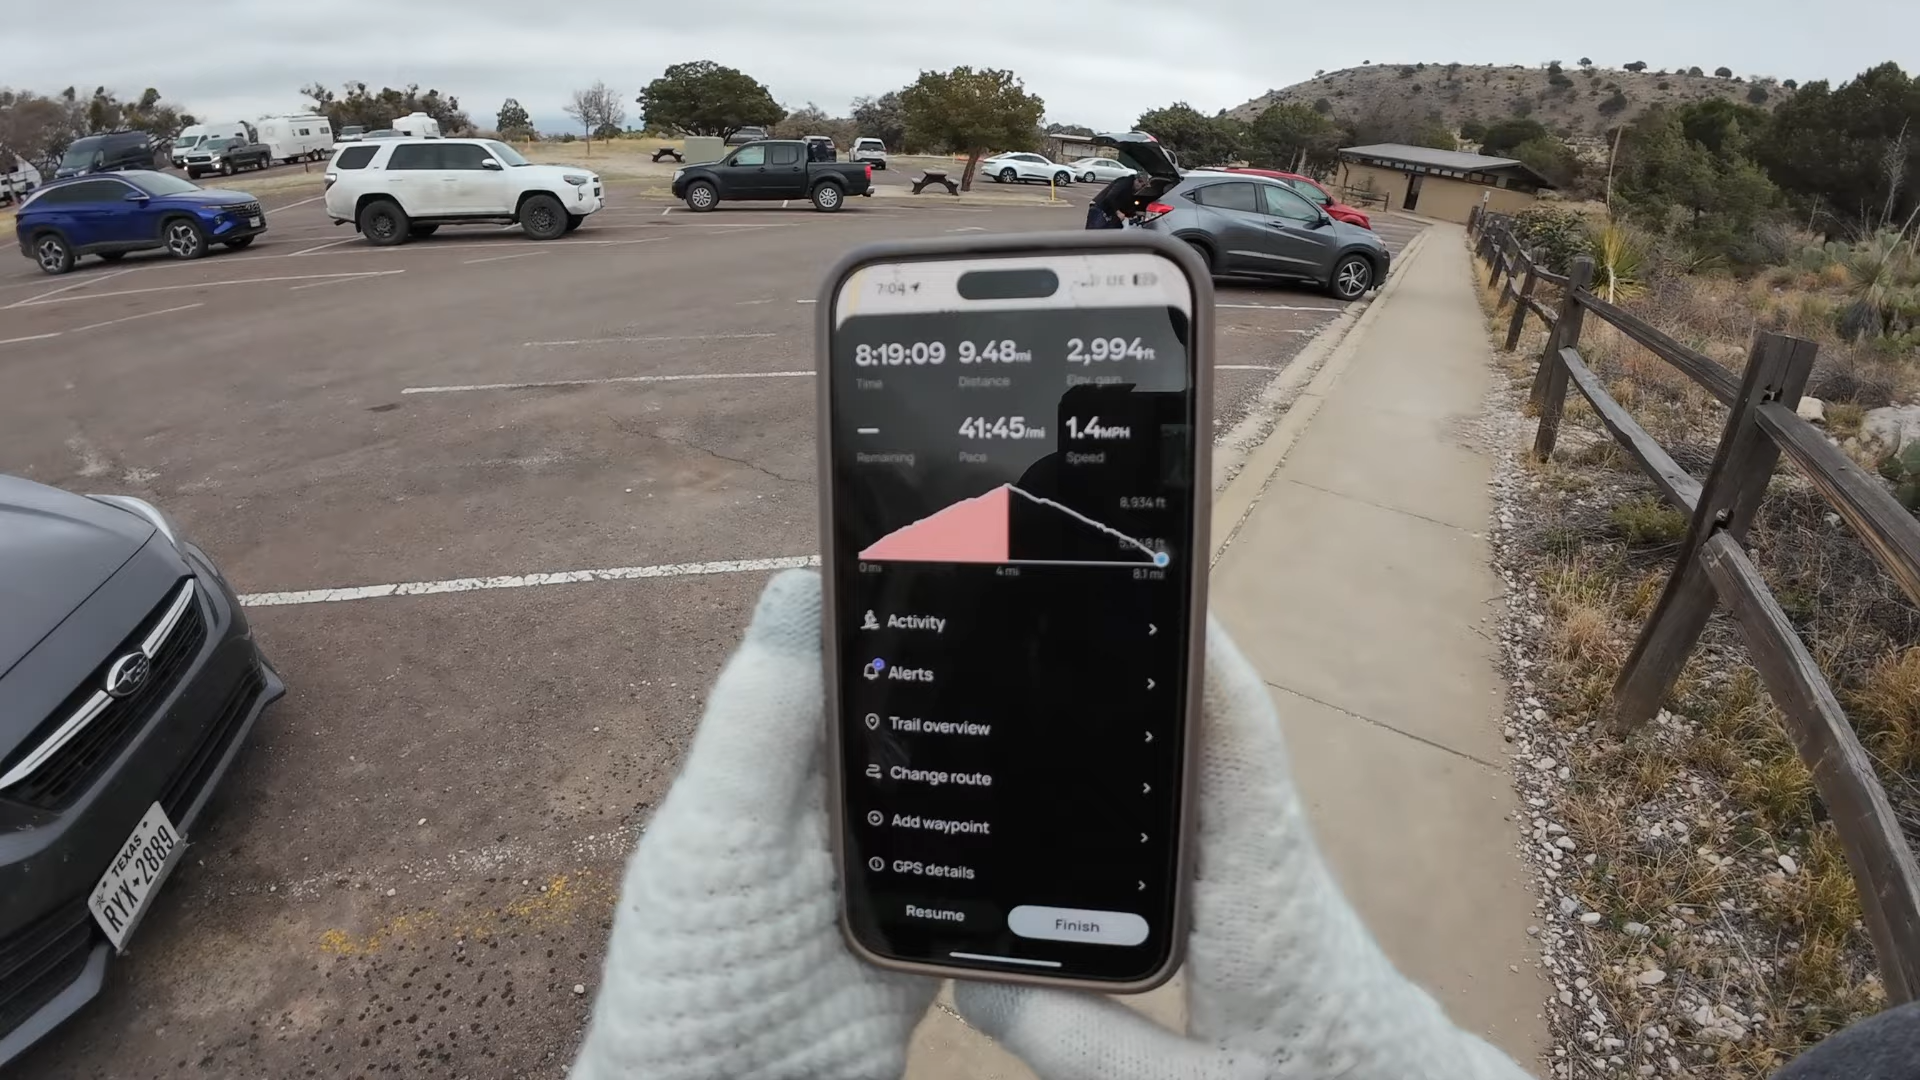 7:04
LTE
8:19:09 9.48mi 2,994ft
Time Distance Elev. gain
— 41:45/mi 1.4MPH
Remaining Pace Speed
8,934 ft
0 mi 4 mi 8.1 mi
Activity
Alerts
Trail overview
Change route
Add waypoint
GPS details
Resume Finish
TEXAS
RYX★2889